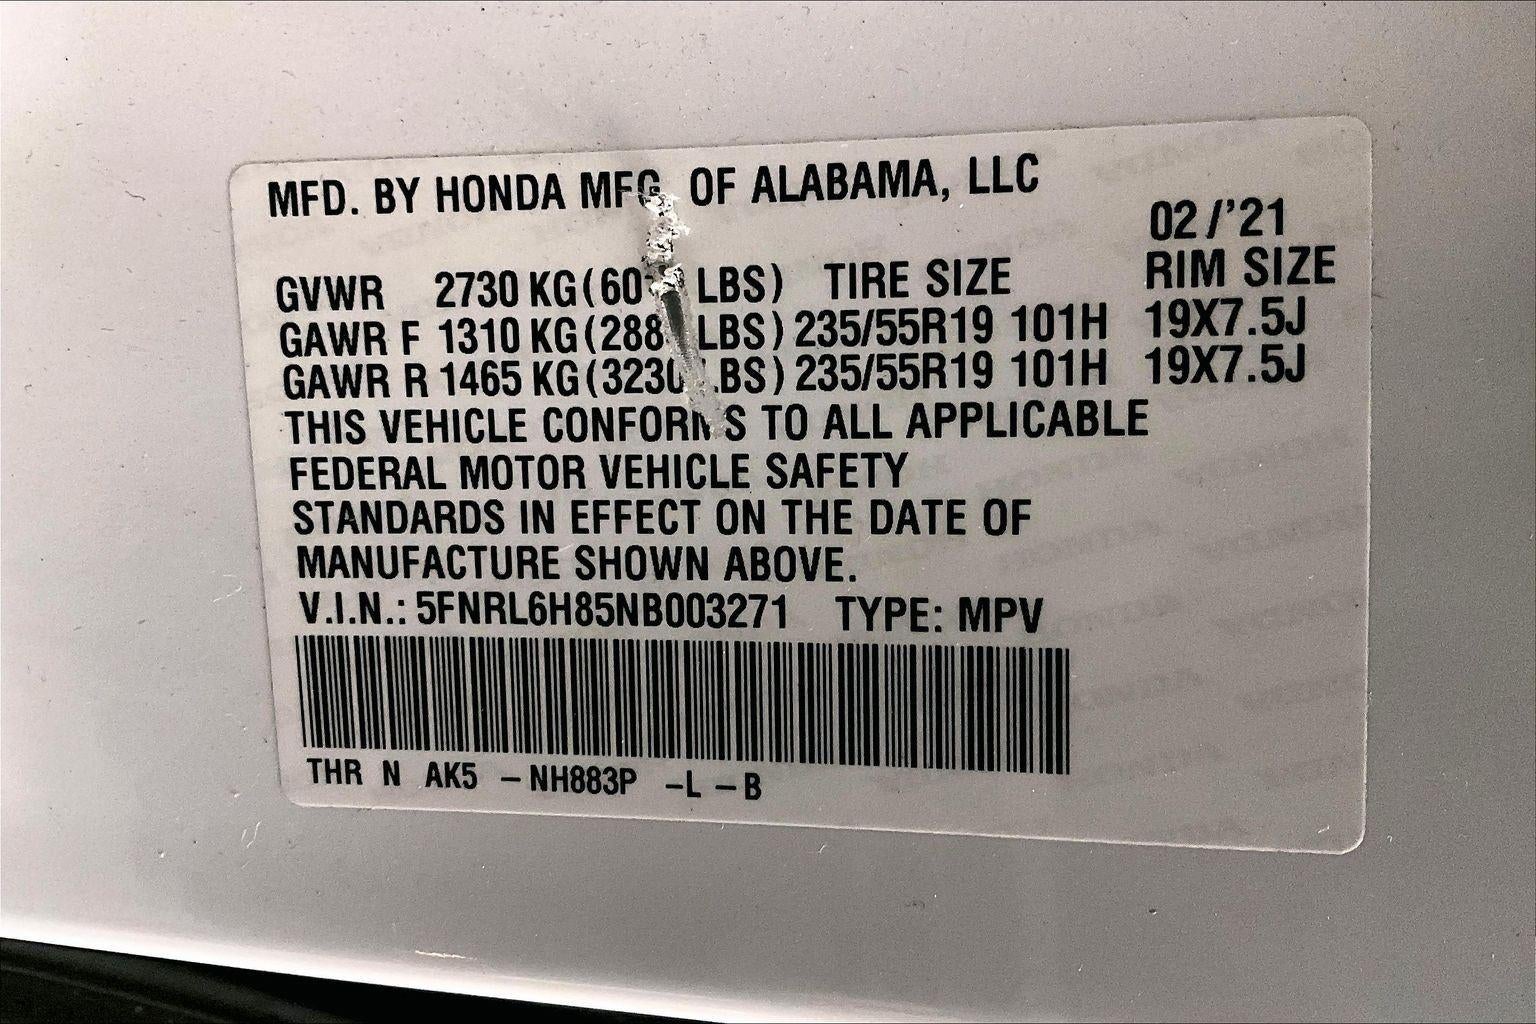 MFD. BY HONDA MFG. OF ALABAMA, LLC
02/'21
GVWR 2730 KG ( LBS) TIRE SIZE RIM SIZE
GAWR F 1310 KG ( LBS) 235/55R19 101H 19X7.5J
GAWR R 1465 KG (3230 LBS) 235/55R19 101H 19X7.5J
THIS VEHICLE CONFORMS TO ALL APPLICABLE
FEDERAL MOTOR VEHICLE SAFETY
STANDARDS IN EFFECT ON THE DATE OF
MANUFACTURE SHOWN ABOVE.
V.I.N.: 5FNRL6H85NB003271 TYPE: MPV
THR N AK5 -NH883P -L -B